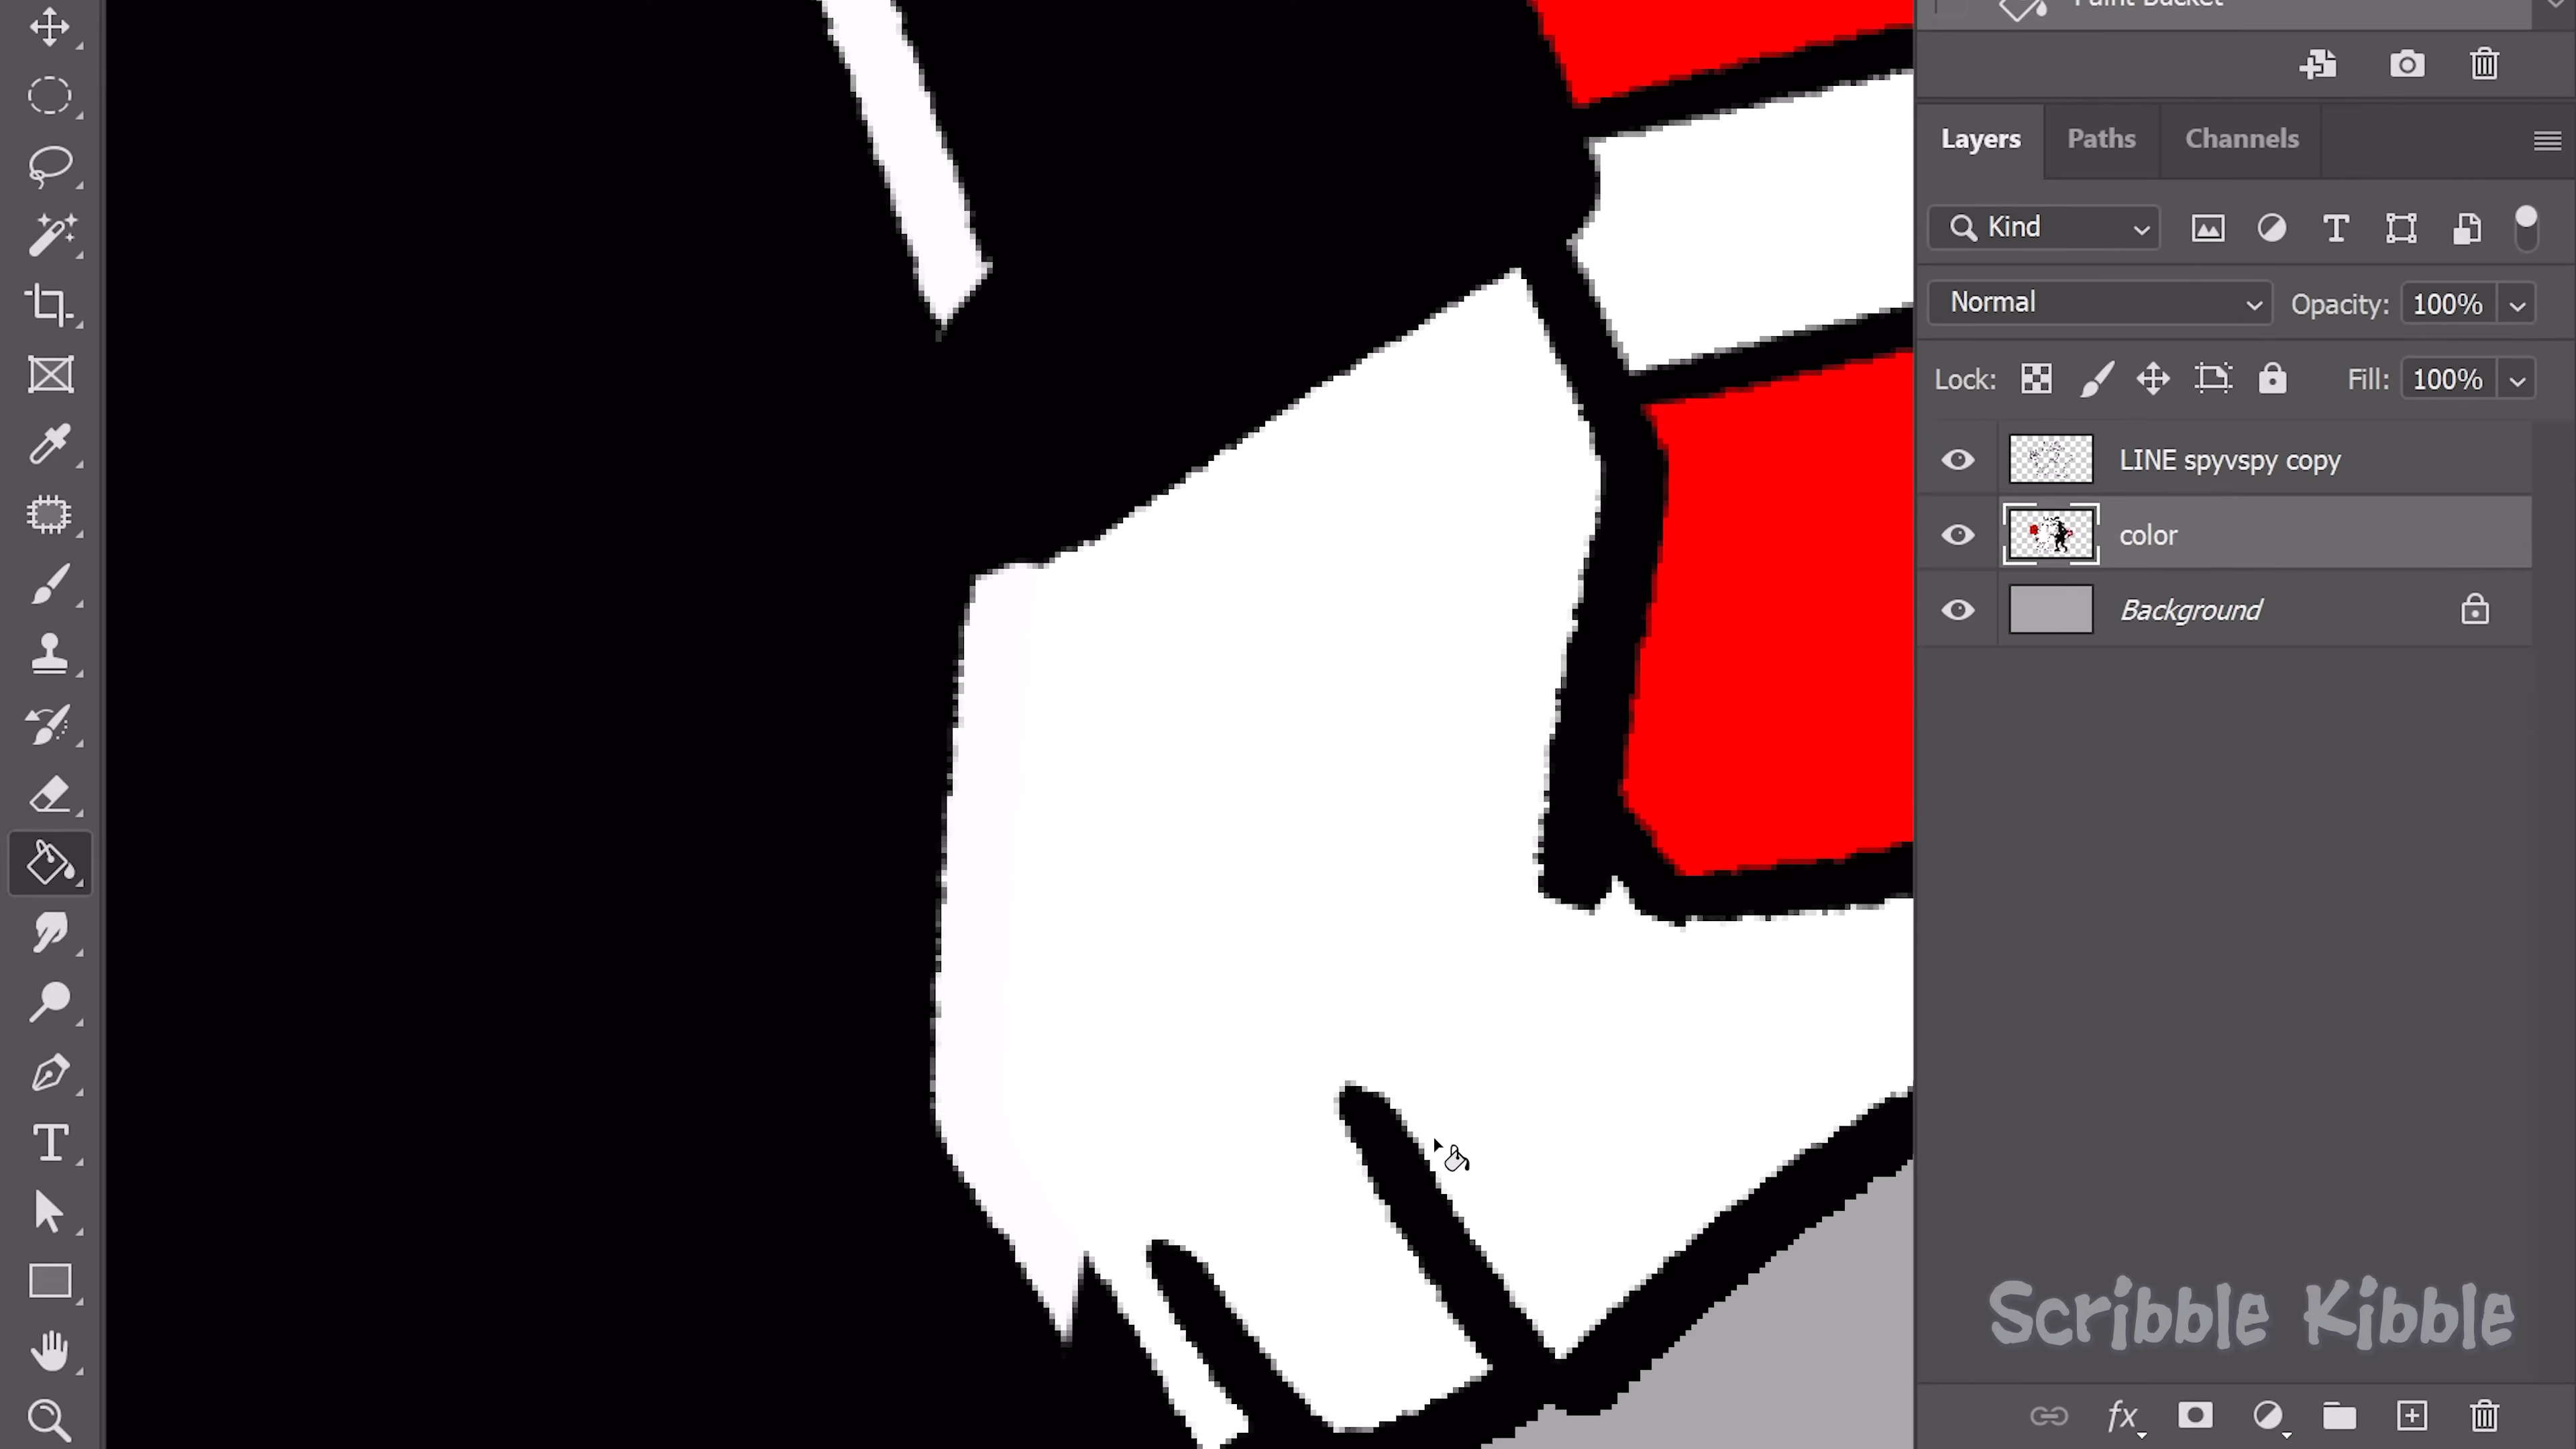 Paint Bucket
Layers Paths Channels
Kind
Normal Opacity: 100%
Lock: Fill: 100%
LINE spyvspy copy
color
Background
Scribble Kibble
fx